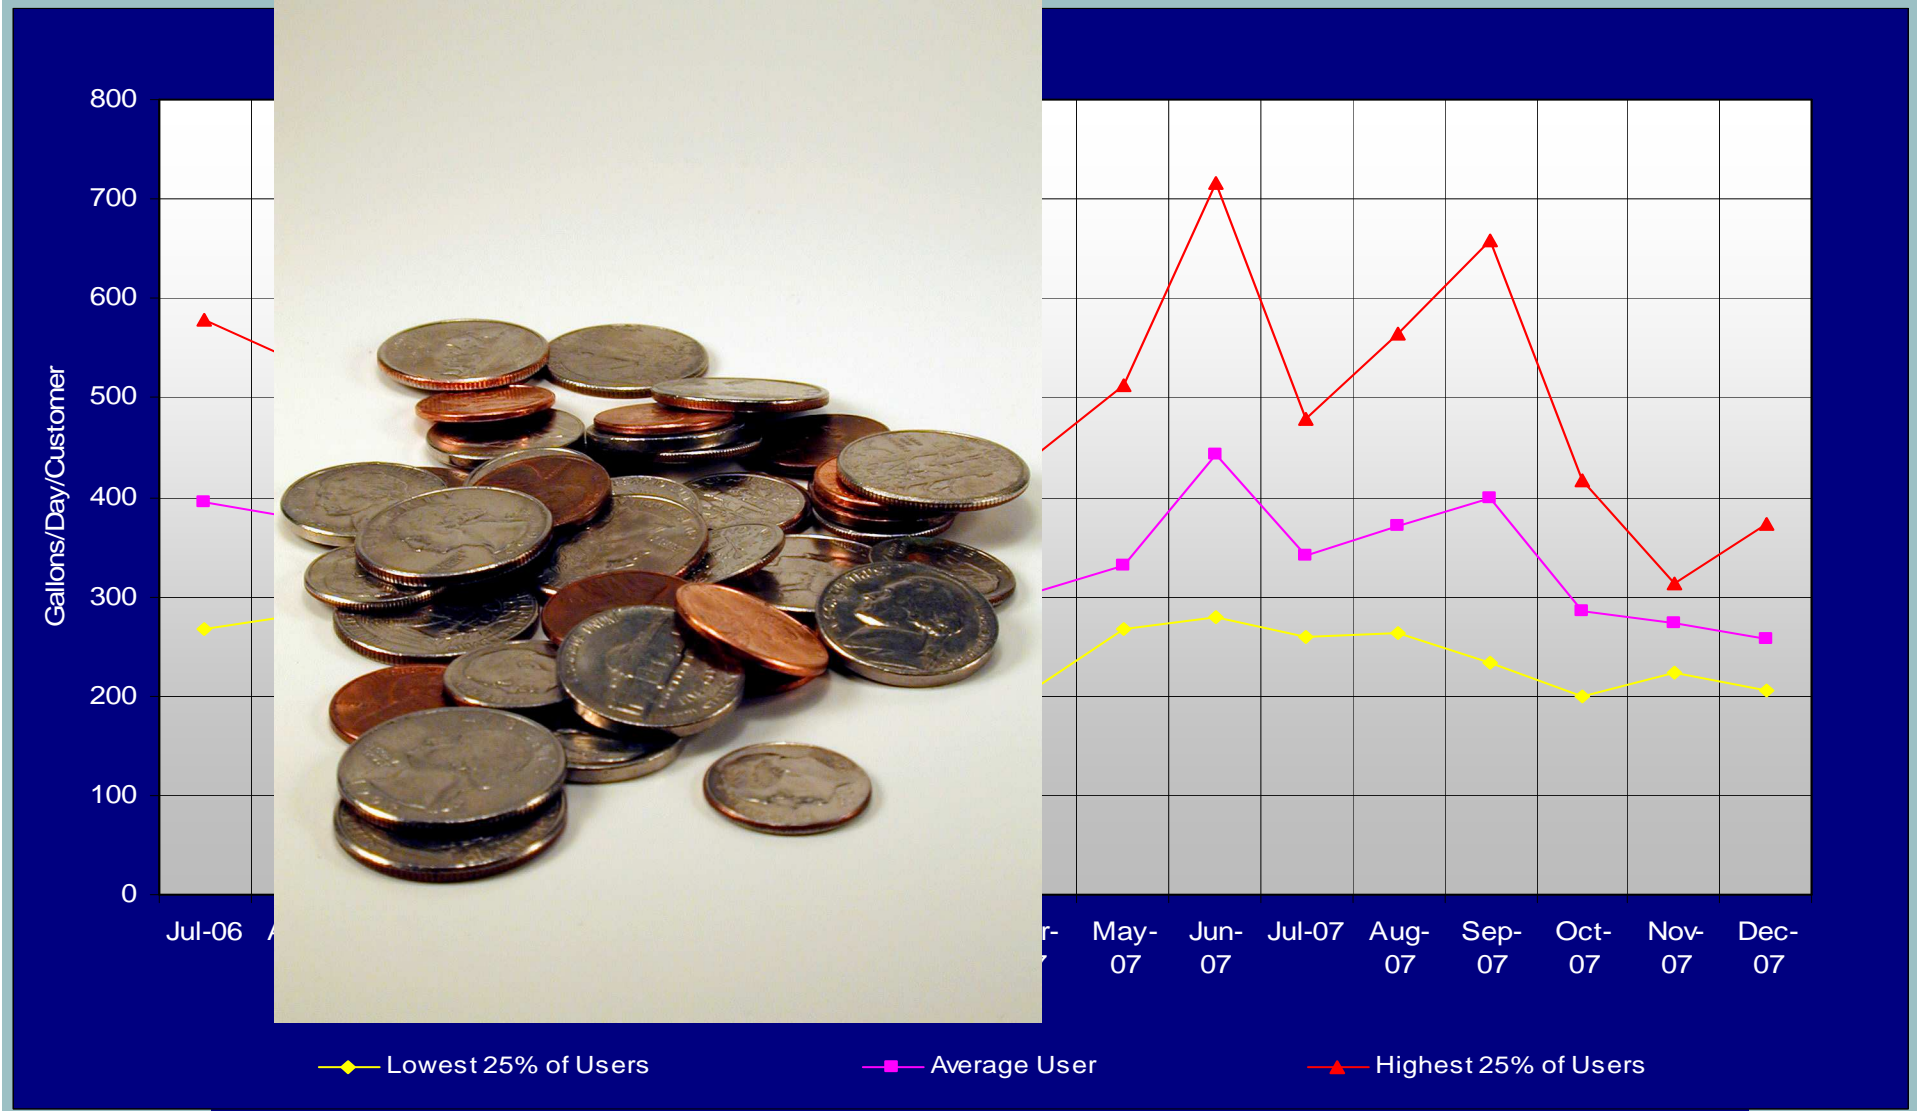 800
700
600
500
400
300
200
100
0
Gallons/Day/Customer
Jul-06
May-07
Jun-07
Jul-07
Aug-07
Sep-07
Oct-07
Nov-07
Dec-07
Lowest 25% of Users
Average User
Highest 25% of Users